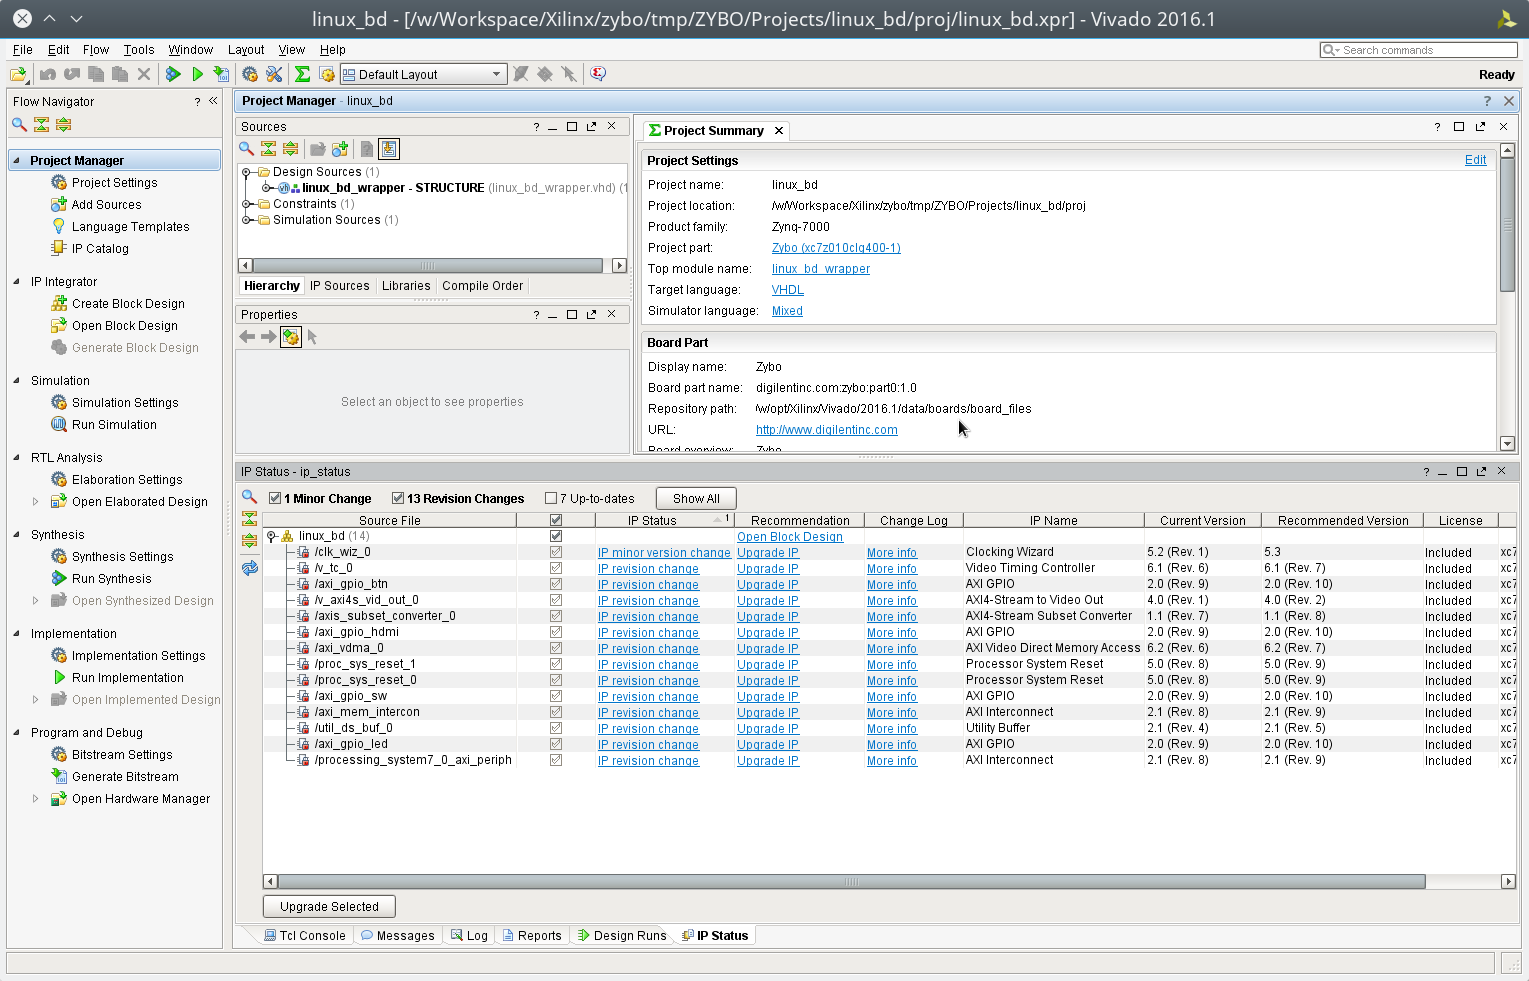 linux_bd - [/w/Workspace/Xilinx/zybo/tmp/ZYBO/Projects/linux_bd/proj/linux_bd.xpr] - Vivado 2016.1
File Edit Flow Tools Window Layout View Help
Search commands
Default Layout
Ready
Flow Navigator
Project Manager
Project Settings
Add Sources
Language Templates
IP Catalog
IP Integrator
Create Block Design
Open Block Design
Generate Block Design
Simulation
Simulation Settings
Run Simulation
RTL Analysis
Elaboration Settings
Open Elaborated Design
Synthesis
Synthesis Settings
Run Synthesis
Open Synthesized Design
Implementation
Implementation Settings
Run Implementation
Open Implemented Design
Program and Debug
Bitstream Settings
Generate Bitstream
Open Hardware Manager
Project Manager - linux_bd
Sources
Design Sources (1)
linux_bd_wrapper - STRUCTURE (linux_bd_wrapper.vhd) (1
Constraints (1)
Simulation Sources (1)
Hierarchy IP Sources Libraries Compile Order
Properties
Select an object to see properties
Project Summary
Project Settings Edit
Project name: linux_bd
Project location: /w/Workspace/Xilinx/zybo/tmp/ZYBO/Projects/linux_bd/proj
Product family: Zynq-7000
Project part: Zybo (xc7z010clg400-1)
Top module name: linux_bd_wrapper
Target language: VHDL
Simulator language: Mixed
Board Part
Display name: Zybo
Board part name: digilentinc.com:zybo:part0:1.0
Repository path: /w/opt/Xilinx/Vivado/2016.1/data/boards/board_files
URL: http://www.digilentinc.com
Board overview: Zybo
IP Status - ip_status
1 Minor Change 13 Revision Changes 7 Up-to-dates Show All
Source File IP Status 1 Recommendation Change Log IP Name Current Version Recommended Version License
linux_bd (14) Open Block Design
/clk_wiz_0 IP minor version change Upgrade IP More info Clocking Wizard 5.2 (Rev. 1) 5.3 Included xc7
/v_tc_0 IP revision change Upgrade IP More info Video Timing Controller 6.1 (Rev. 6) 6.1 (Rev. 7) Included xc7
/axi_gpio_btn IP revision change Upgrade IP More info AXI GPIO 2.0 (Rev. 9) 2.0 (Rev. 10) Included xc7
/v_axi4s_vid_out_0 IP revision change Upgrade IP More info AXI4-Stream to Video Out 4.0 (Rev. 1) 4.0 (Rev. 2) Included xc7
/axis_subset_converter_0 IP revision change Upgrade IP More info AXI4-Stream Subset Converter 1.1 (Rev. 7) 1.1 (Rev. 8) Included xc7
/axi_gpio_hdmi IP revision change Upgrade IP More info AXI GPIO 2.0 (Rev. 9) 2.0 (Rev. 10) Included xc7
/axi_vdma_0 IP revision change Upgrade IP More info AXI Video Direct Memory Access 6.2 (Rev. 6) 6.2 (Rev. 7) Included xc7
/proc_sys_reset_1 IP revision change Upgrade IP More info Processor System Reset 5.0 (Rev. 8) 5.0 (Rev. 9) Included xc7
/proc_sys_reset_0 IP revision change Upgrade IP More info Processor System Reset 5.0 (Rev. 8) 5.0 (Rev. 9) Included xc7
/axi_gpio_sw IP revision change Upgrade IP More info AXI GPIO 2.0 (Rev. 9) 2.0 (Rev. 10) Included xc7
/axi_mem_intercon IP revision change Upgrade IP More info AXI Interconnect 2.1 (Rev. 8) 2.1 (Rev. 9) Included xc7
/util_ds_buf_0 IP revision change Upgrade IP More info Utility Buffer 2.1 (Rev. 4) 2.1 (Rev. 5) Included xc7
/axi_gpio_led IP revision change Upgrade IP More info AXI GPIO 2.0 (Rev. 9) 2.0 (Rev. 10) Included xc7
/processing_system7_0_axi_periph IP revision change Upgrade IP More info AXI Interconnect 2.1 (Rev. 8) 2.1 (Rev. 9) Included xc7
Upgrade Selected
Tcl Console Messages Log Reports Design Runs IP Status